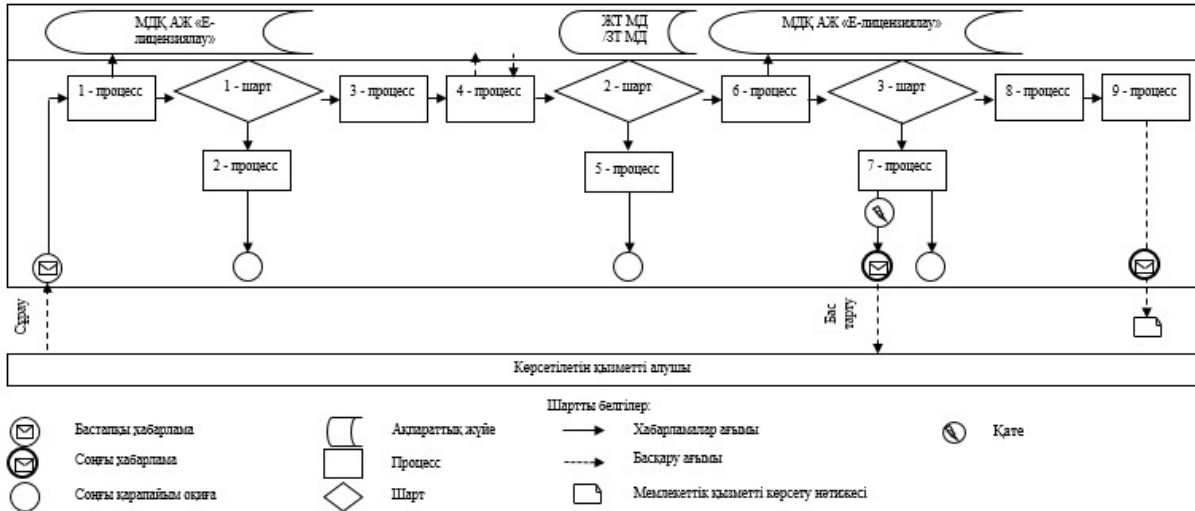 МДҚ АЖ «Е-
лицензиялау»
ЖТ МД
/ЗТ МД
МДҚ АЖ «Е-лицензиялау»
1 - процесс
1 - шарт
3 - процесс
4 - процесс
2 - шарт
6 - процесс
3 - шарт
8 - процесс
9 - процесс
2 - процесс
5 - процесс
7 - процесс
Сұрау
Бас
тарту
Көрсетілетін қызметті алушы
Шартты белгілер:
Бастапқы хабарлама
Ақпараттық жүйе
Хабарламалар ағымы
Қате
Соңғы хабарлама
Процесс
Басқару ағымы
Соңғы қарапайым оқиға
Шарт
Мемлекеттік қызметті көрсету нәтижесі